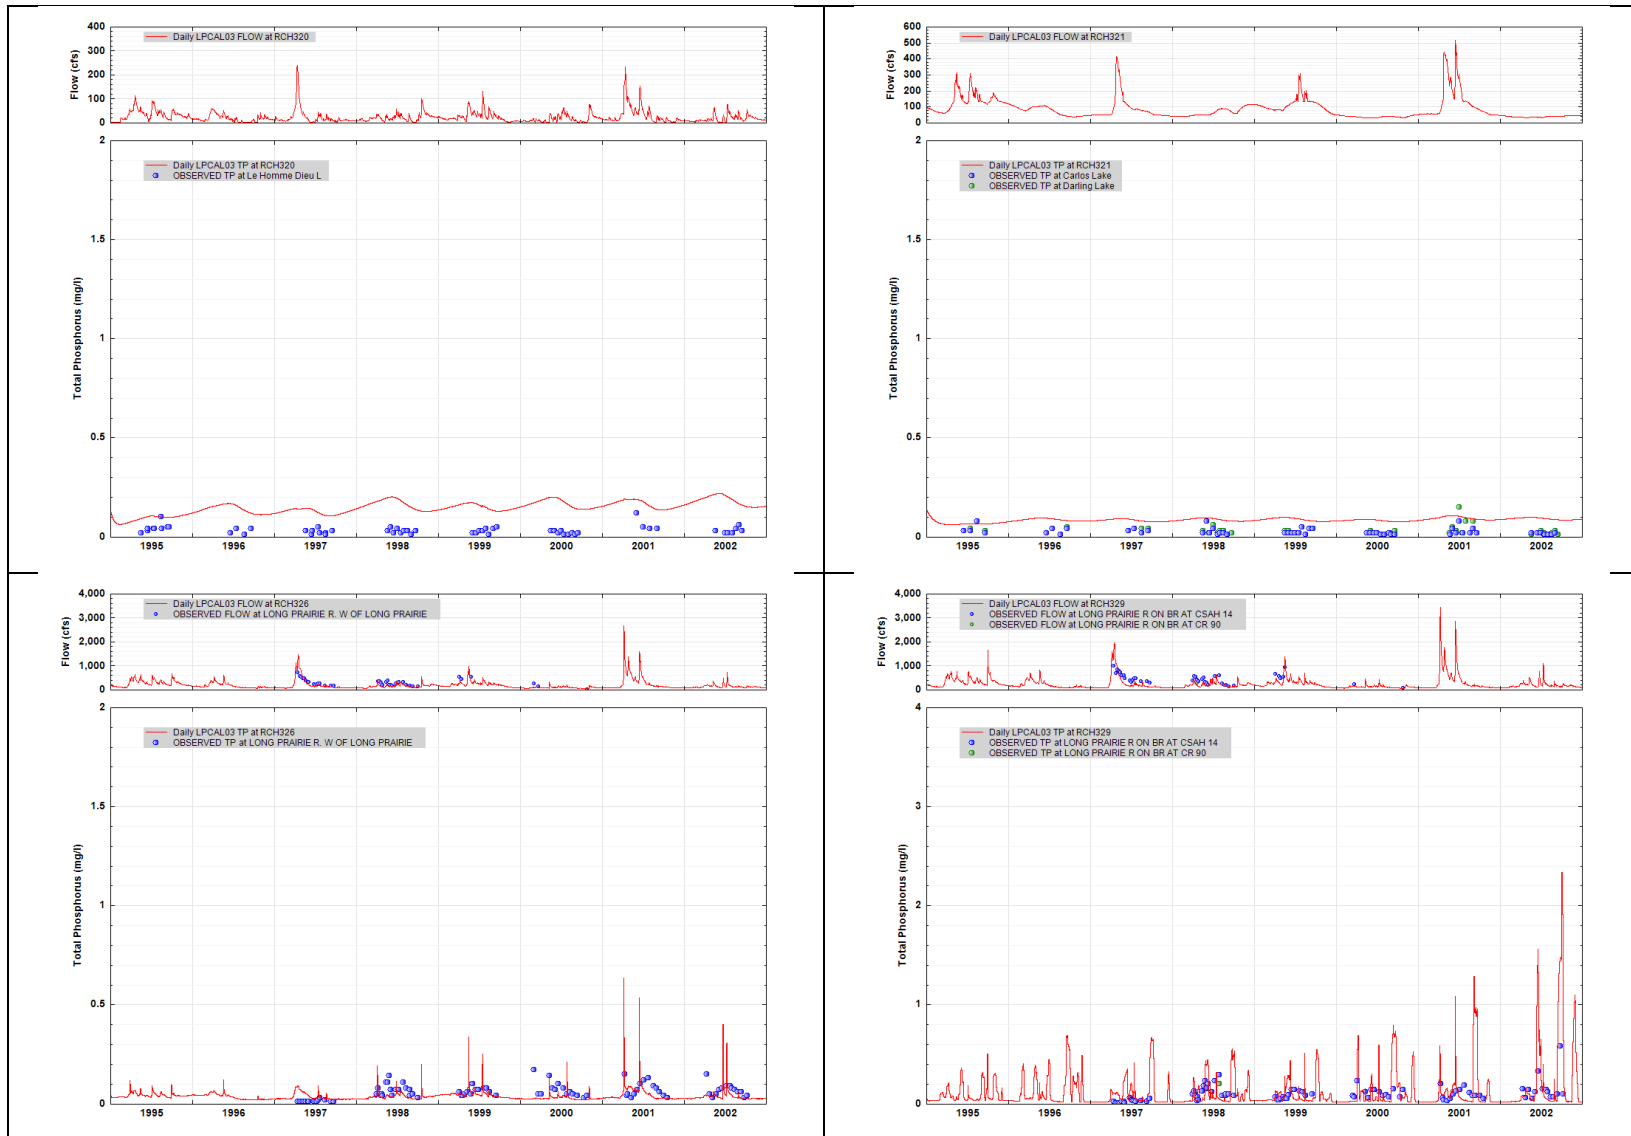 400
300
200
100
0
Flow (cfs)
Daily LPCAL03 FLOW at RCH320
2
1.5
1
0.5
0
Total Phosphorus (mg/l)
Daily LPCAL03 TP at RCH320
OBSERVED TP at Le Homme Dieu L
1995 1996 1997 1998 1999 2000 2001 2002
600
500
400
300
200
100
0
Flow (cfs)
Daily LPCAL03 FLOW at RCH321
2
1.5
1
0.5
0
Total Phosphorus (mg/l)
Daily LPCAL03 TP at RCH321
OBSERVED TP at Carlos Lake
OBSERVED TP at Darling Lake
1995 1996 1997 1998 1999 2000 2001 2002
4,000
3,000
2,000
1,000
0
Flow (cfs)
Daily LPCAL03 FLOW at RCH326
OBSERVED FLOW at LONG PRAIRIE R. W OF LONG PRAIRIE
2
1.5
1
0.5
0
Total Phosphorus (mg/l)
Daily LPCAL03 TP at RCH326
OBSERVED TP at LONG PRAIRIE R. W OF LONG PRAIRIE
1995 1996 1997 1998 1999 2000 2001 2002
4,000
3,000
2,000
1,000
0
Flow (cfs)
Daily LPCAL03 FLOW at RCH329
OBSERVED FLOW at LONG PRAIRIE R ON BR AT CSAH 14
OBSERVED FLOW at LONG PRAIRIE R ON BR AT CR 90
4
3
2
1
0
Total Phosphorus (mg/l)
Daily LPCAL03 TP at RCH329
OBSERVED TP at LONG PRAIRIE R ON BR AT CSAH 14
OBSERVED TP at LONG PRAIRIE R ON BR AT CR 90
1995 1996 1997 1998 1999 2000 2001 2002